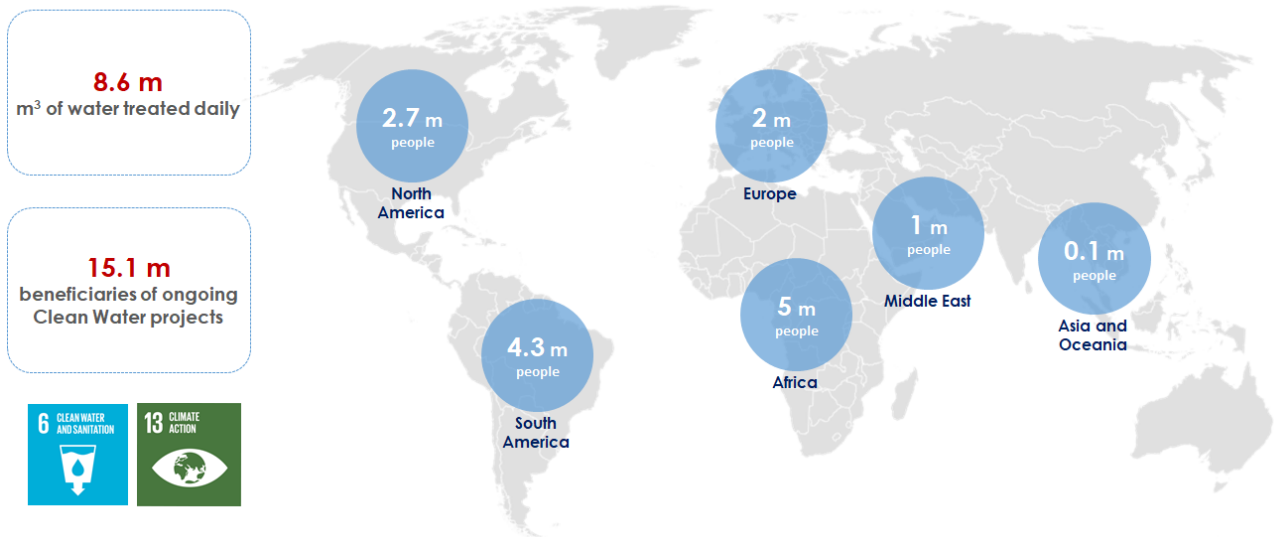 8.6 m
m³ of water treated daily
15.1 m
beneficiaries of ongoing
Clean Water projects
6 CLEAN WATER
AND SANITATION
13 CLIMATE
ACTION
2.7 m
people
North
America
4.3 m
people
South
America
2 m
people
Europe
5 m
people
Africa
1 m
people
Middle East
0.1 m
people
Asia and
Oceania